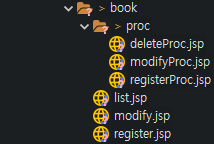 book
proc
deleteProc.jsp
modifyProc.jsp
registerProc.jsp
list.jsp
modify.jsp
register.jsp